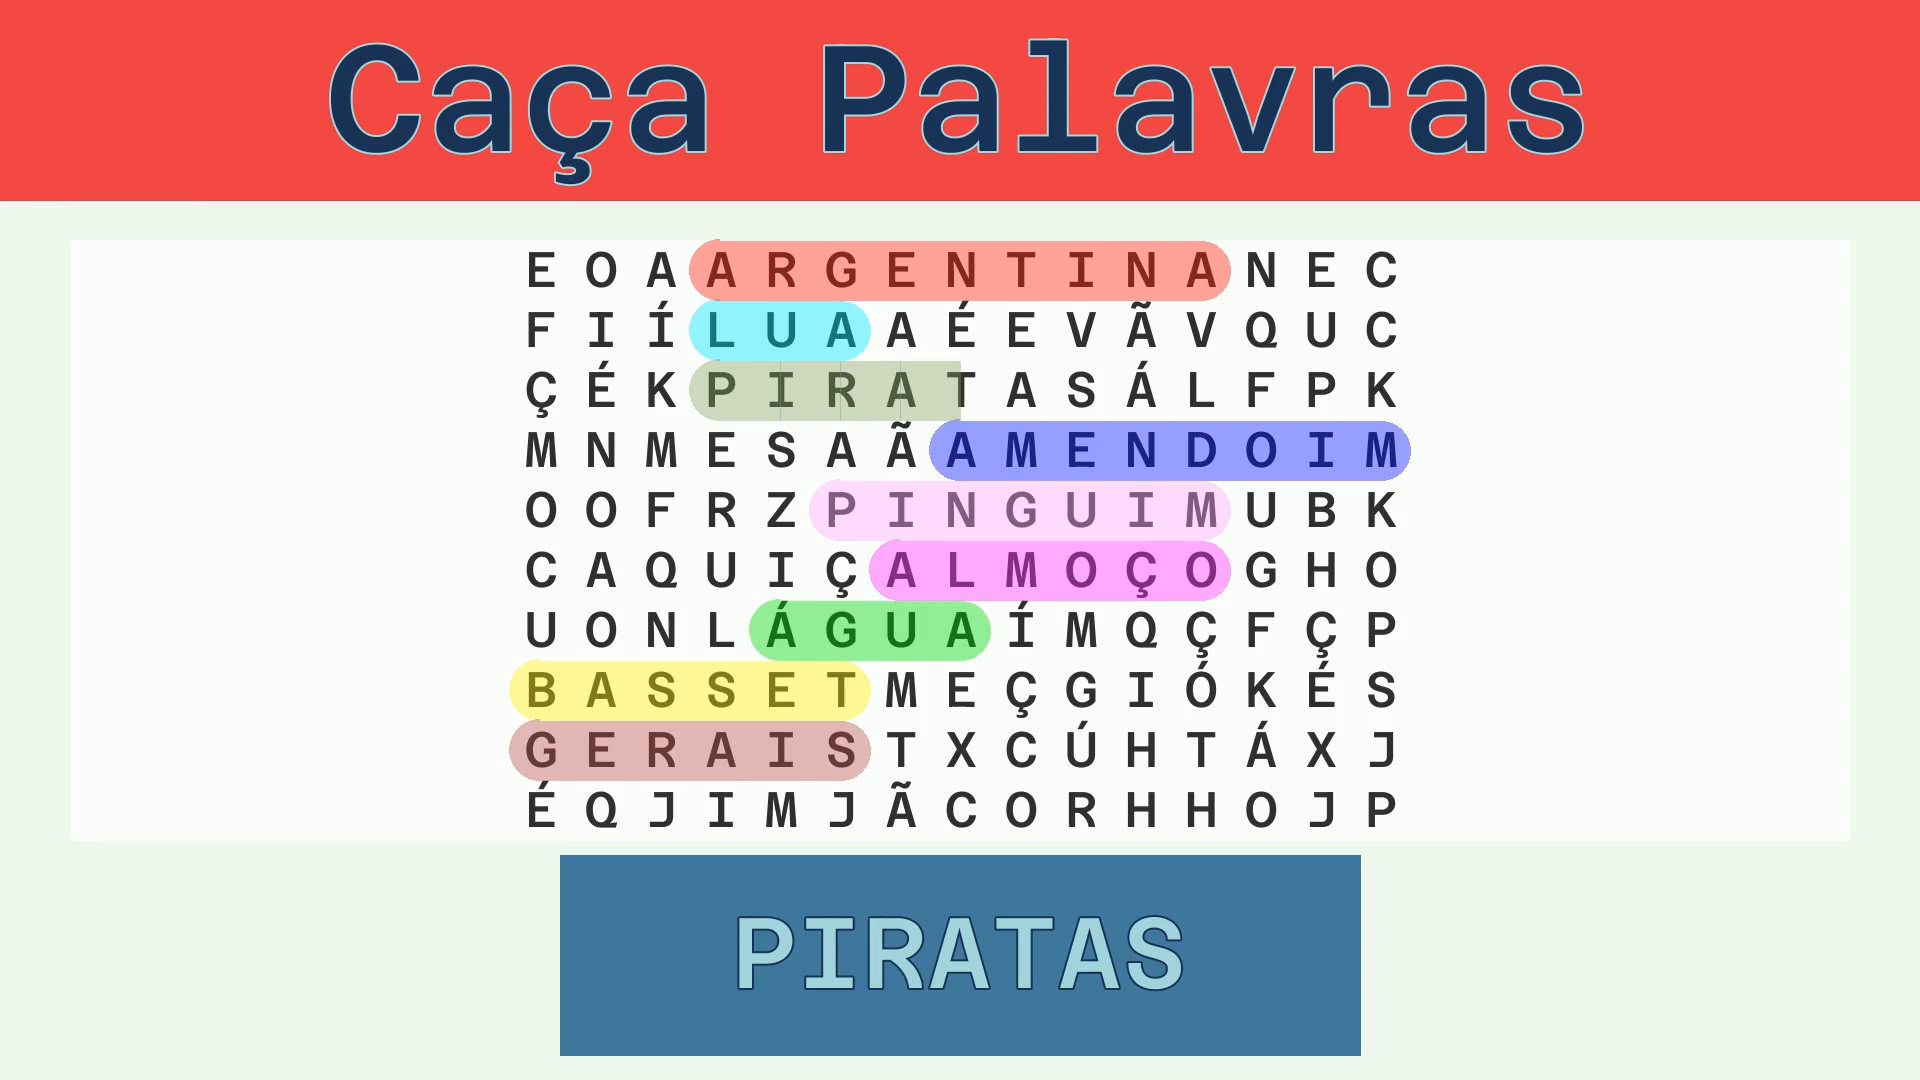 Caça Palavras
E O A A R G E N T I N A N E C
F I Í L U A A É E V Ã V Q U C
Ç É K P I R A T A S Á L F P K
M N M E S A Ã A M E N D O I M
O O F R Z P I N G U I M U B K
C A Q U I Ç A L M O Ç O G H O
U O N L Á G U A Í M Q Ç F Ç P
B A S S E T M E Ç G I Ó K É S
G E R A I S T X C Ú H T Á X J
É Q J I M J Ã C O R H H O J P
PIRATAS